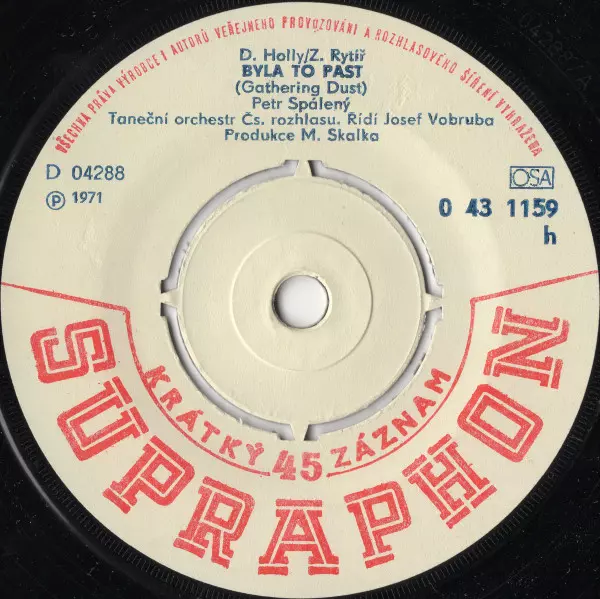 VŠECHNA PRÁVA VÝROBCE I AUTORŮ VEŘEJNÉHO PROVOZOVÁNÍ A ROZHLASOVÉHO ŠÍŘENÍ VYHRAZENA
D. Holly/Z. Rytíř
BYLA TO PAST
(Gathering Dust)
Petr Spálený
Taneční orchestr Čs. rozhlasu. Řídí Josef Vobruba
Produkce M. Skalka
D 04288
Ⓟ 1971
OSA
0 43 1159
h
KRÁTKÝ 45 ZÁZNAM
SUPRAPHON